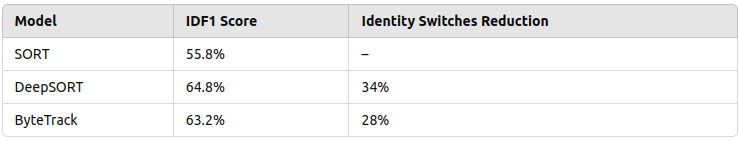 Model IDF1 Score Identity Switches Reduction
SORT 55.8% –
DeepSORT 64.8% 34%
ByteTrack 63.2% 28%